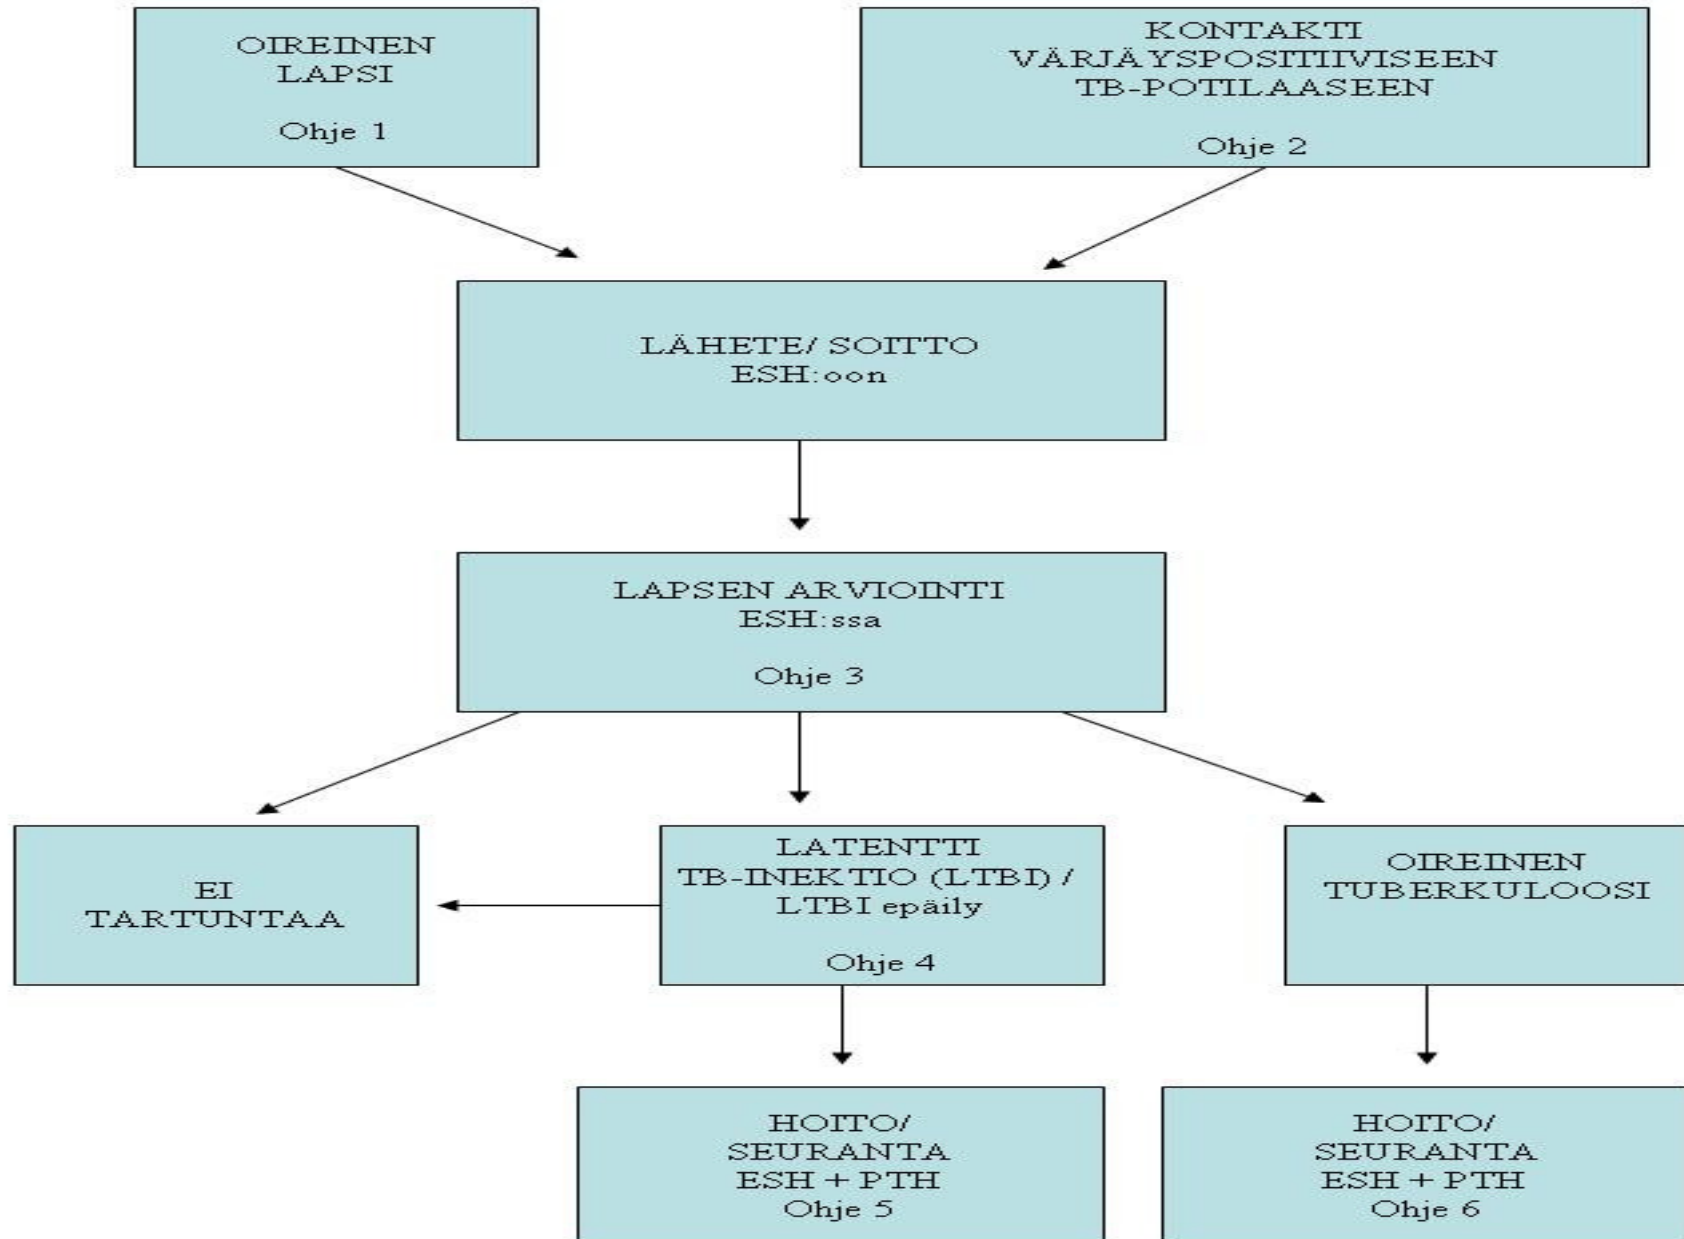 OIREINEN
LAPSI
Ohje 1
KONTAKTI
VÄRJÄYSPOSITIIVISEEN
TB-POTILAASEEN
Ohje 2
LÄHETE/ SOITTO
ESH:oon
LAPSEN ARVIOINTI
ESH:ssa
Ohje 3
EI
TARTUNTAA
LATENTTI
TB-INEKTIO (LTBI) /
LTBI epäily
Ohje 4
OIREINEN
TUBERKULOOSI
HOITO/
SEURANTA
ESH + PTH
Ohje 5
HOITO/
SEURANTA
ESH + PTH
Ohje 6